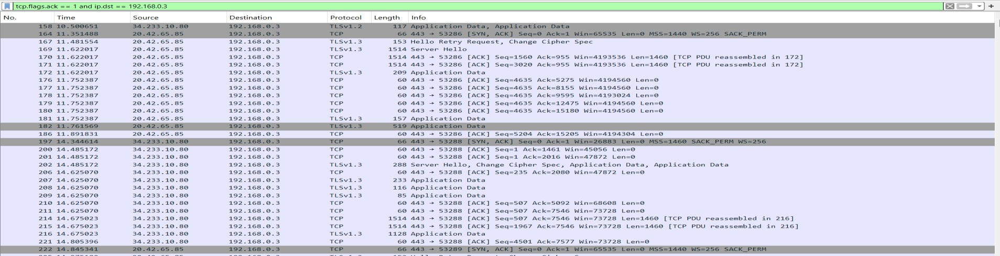 tcp.flags.ack == 1 and ip.dst == 192.168.0.3
No. Time Source Destination Protocol Length Info
158 10.500651 34.233.10.80 192.168.0.3 TLSv1.2 117 Application Data, Application Data
164 11.351488 20.42.65.85 192.168.0.3 TCP 66 443 → 53286 [SYN, ACK] Seq=0 Ack=1 Win=65535 Len=0 MSS=1440 WS=256 SACK_PERM
167 11.481554 20.42.65.85 192.168.0.3 TLSv1.3 153 Hello Retry Request, Change Cipher Spec
169 11.622017 20.42.65.85 192.168.0.3 TLSv1.3 1514 Server Hello
170 11.622017 20.42.65.85 192.168.0.3 TCP 1514 443 → 53286 [ACK] Seq=1560 Ack=955 Win=4193536 Len=1460 [TCP PDU reassembled in 172]
171 11.622017 20.42.65.85 192.168.0.3 TCP 1514 443 → 53286 [ACK] Seq=3020 Ack=955 Win=4193536 Len=1460 [TCP PDU reassembled in 172]
172 11.622017 20.42.65.85 192.168.0.3 TLSv1.3 209 Application Data
176 11.752387 20.42.65.85 192.168.0.3 TCP 60 443 → 53286 [ACK] Seq=4635 Ack=5275 Win=4194560 Len=0
177 11.752387 20.42.65.85 192.168.0.3 TCP 60 443 → 53286 [ACK] Seq=4635 Ack=8155 Win=4194560 Len=0
178 11.752387 20.42.65.85 192.168.0.3 TCP 60 443 → 53286 [ACK] Seq=4635 Ack=9595 Win=4193024 Len=0
179 11.752387 20.42.65.85 192.168.0.3 TCP 60 443 → 53286 [ACK] Seq=4635 Ack=12475 Win=4194560 Len=0
180 11.752387 20.42.65.85 192.168.0.3 TCP 60 443 → 53286 [ACK] Seq=4635 Ack=15180 Win=4194560 Len=0
181 11.752387 20.42.65.85 192.168.0.3 TLSv1.3 157 Application Data
182 11.761569 20.42.65.85 192.168.0.3 TLSv1.3 519 Application Data
186 11.891831 20.42.65.85 192.168.0.3 TCP 60 443 → 53286 [ACK] Seq=5204 Ack=15205 Win=4194304 Len=0
197 14.344614 34.233.10.80 192.168.0.3 TCP 66 443 → 53288 [SYN, ACK] Seq=0 Ack=1 Win=26883 Len=0 MSS=1460 SACK_PERM WS=256
200 14.485172 34.233.10.80 192.168.0.3 TCP 60 443 → 53288 [ACK] Seq=1 Ack=1461 Win=45056 Len=0
201 14.485172 34.233.10.80 192.168.0.3 TCP 60 443 → 53288 [ACK] Seq=1 Ack=2016 Win=47872 Len=0
202 14.485172 34.233.10.80 192.168.0.3 TLSv1.3 288 Server Hello, Change Cipher Spec, Application Data, Application Data
206 14.625070 34.233.10.80 192.168.0.3 TCP 60 443 → 53288 [ACK] Seq=235 Ack=2080 Win=47872 Len=0
207 14.625070 34.233.10.80 192.168.0.3 TLSv1.3 233 Application Data
208 14.625070 34.233.10.80 192.168.0.3 TLSv1.3 116 Application Data
209 14.625070 34.233.10.80 192.168.0.3 TLSv1.3 85 Application Data
210 14.625070 34.233.10.80 192.168.0.3 TCP 60 443 → 53288 [ACK] Seq=507 Ack=5092 Win=68608 Len=0
211 14.625070 34.233.10.80 192.168.0.3 TCP 60 443 → 53288 [ACK] Seq=507 Ack=7546 Win=73728 Len=0
214 14.675023 34.233.10.80 192.168.0.3 TCP 1514 443 → 53288 [ACK] Seq=507 Ack=7546 Win=73728 Len=1460 [TCP PDU reassembled in 216]
215 14.675023 34.233.10.80 192.168.0.3 TCP 1514 443 → 53288 [ACK] Seq=1967 Ack=7546 Win=73728 Len=1460 [TCP PDU reassembled in 216]
216 14.675023 34.233.10.80 192.168.0.3 TLSv1.3 1128 Application Data
221 14.805396 34.233.10.80 192.168.0.3 TCP 60 443 → 53288 [ACK] Seq=4501 Ack=7577 Win=73728 Len=0
222 14.845341 20.42.65.85 192.168.0.3 TCP 66 443 → 53289 [SYN, ACK] Seq=0 Ack=1 Win=65535 Len=0 MSS=1440 WS=256 SACK_PERM